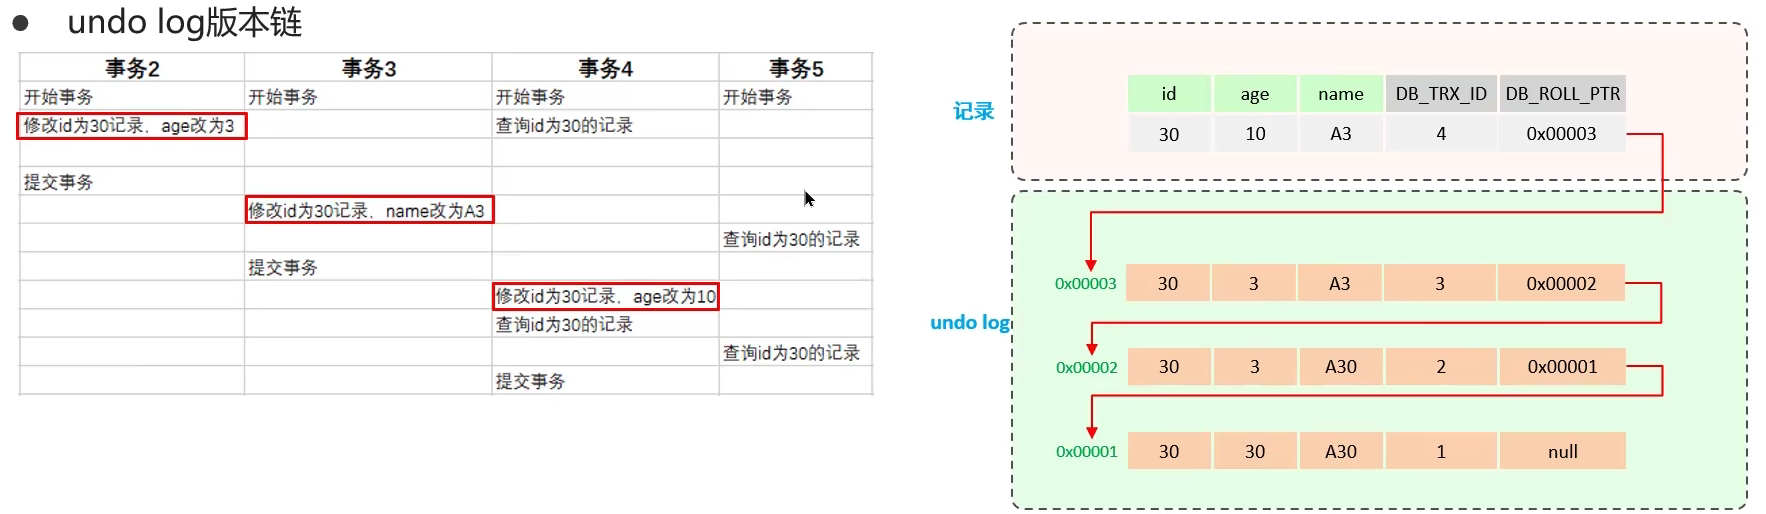 ● undo log版本链
事务2 事务3 事务4 事务5
开始事务 开始事务 开始事务 开始事务
修改id为30记录，age改为3 查询id为30的记录
提交事务
修改id为30记录，name改为A3
查询id为30的记录
提交事务
修改id为30记录，age改为10
查询id为30的记录
查询id为30的记录
提交事务
记录
id age name DB_TRX_ID DB_ROLL_PTR
30 10 A3 4 0x00003
undo log
0x00003 30 3 A3 3 0x00002
0x00002 30 3 A30 2 0x00001
0x00001 30 30 A30 1 null